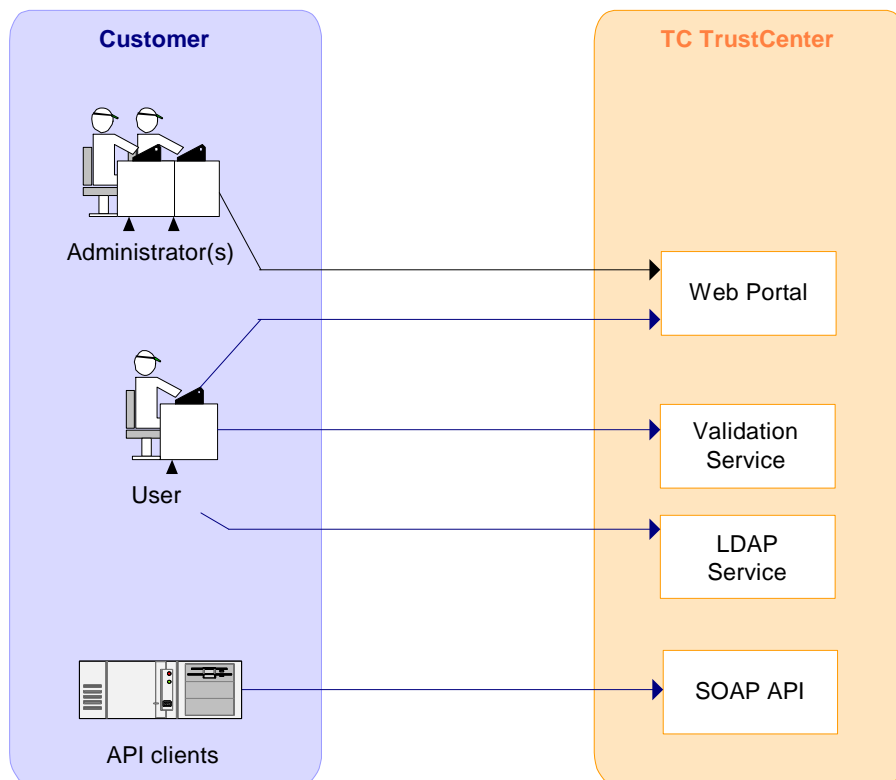 Customer
TC TrustCenter
Administrator(s)
Web Portal
User
Validation
Service
LDAP
Service
API clients
SOAP API